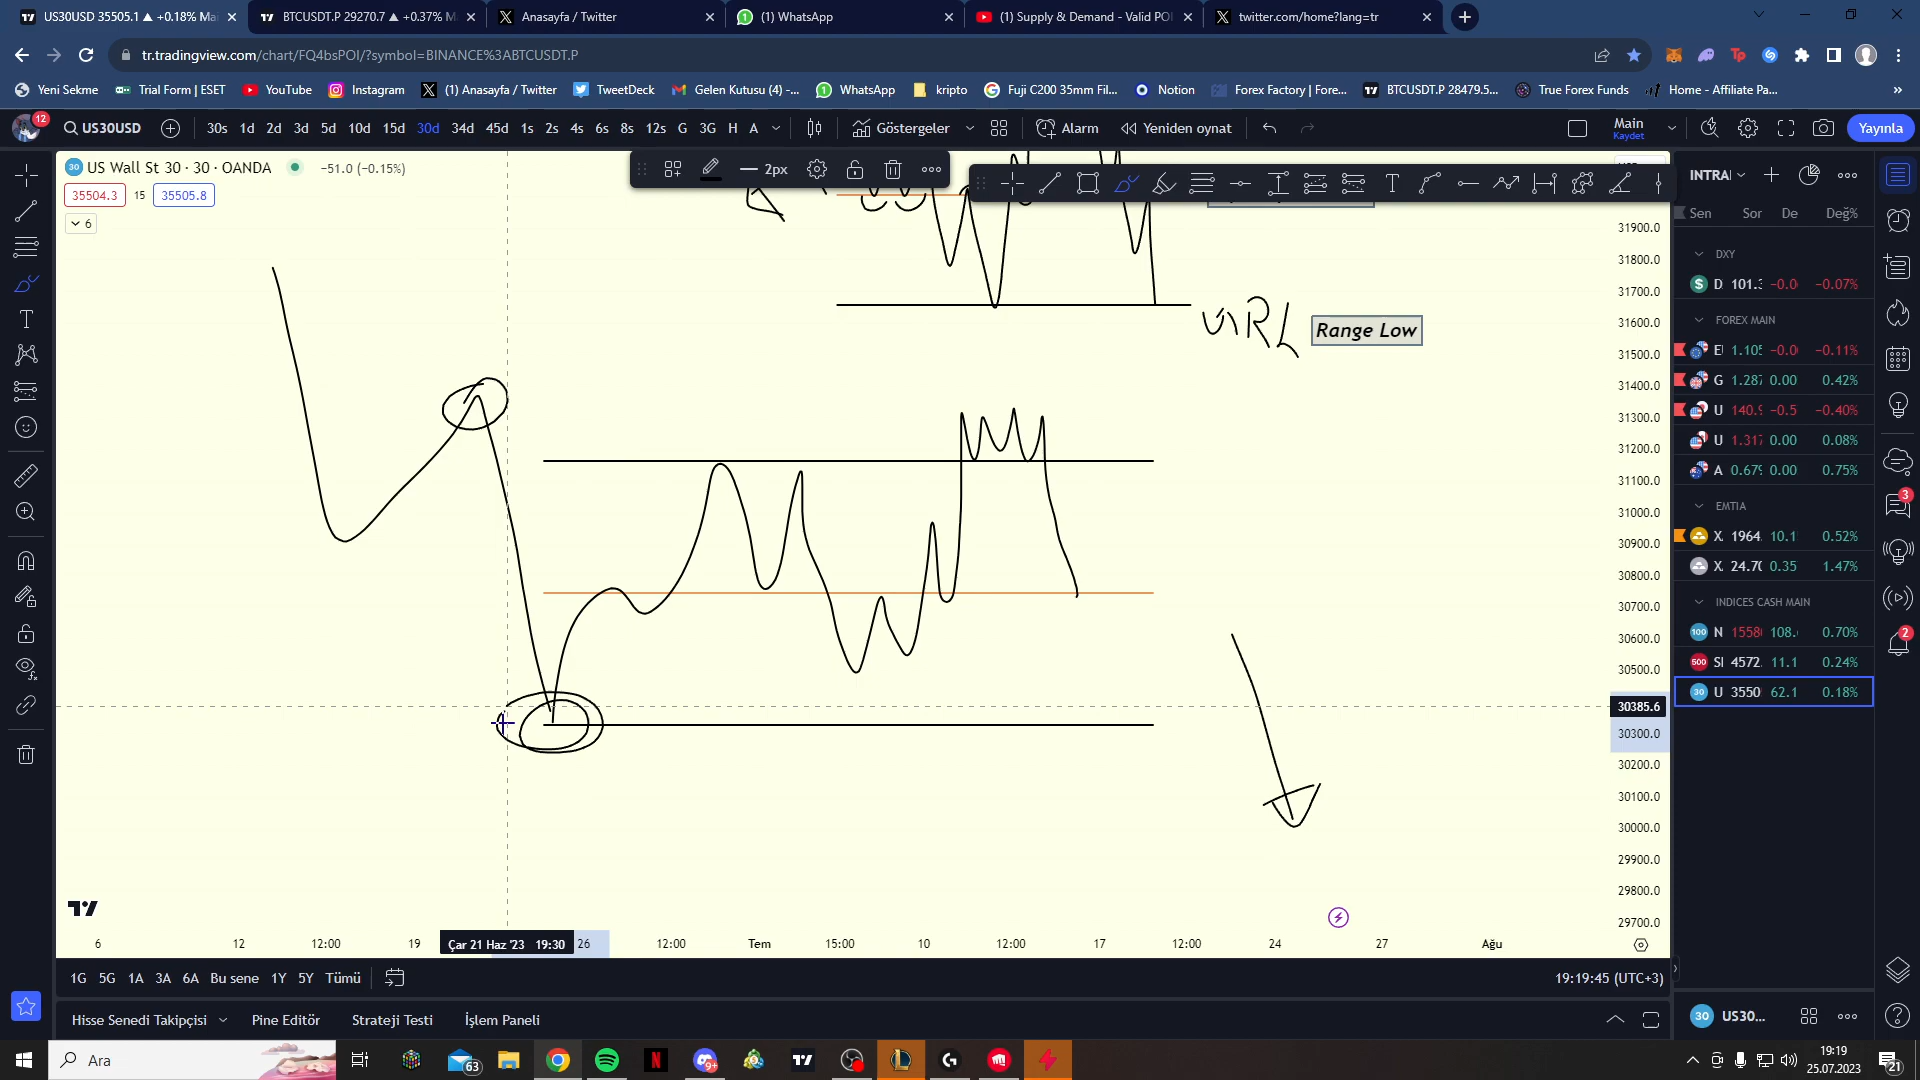 US30USD 35505.1 ▲ +0.18% Mai
BTCUSDT.P 29270.7 ▲ +0.37% M
Anasayfa / Twitter
(1) WhatsApp
(1) Supply & Demand - Valid POI
twitter.com/home?lang=tr
tr.tradingview.com/chart/FQ4bsPOI/?symbol=BINANCE%3ABTCUSDT.P
Yeni Sekme
Trial Form | ESET
YouTube
Instagram
(1) Anasayfa / Twitter
TweetDeck
Gelen Kutusu (4) -...
WhatsApp
kripto
Fuji C200 35mm Fil...
Notion
Forex Factory | Fore...
BTCUSDT.P 28479.5...
True Forex Funds
Home - Affiliate Pa...
12
US30USD
30s 1d 2d 3d 5d 10d 15d 30d 34d 45d 1s 2s 4s 6s 8s 12s G 3G H A
Göstergeler
Alarm
Yeniden oynat
Main
Kaydet
Yayınla
US Wall St 30 · 30 · OANDA
−51.0 (−0.15%)
2px
35504.3 15 35505.8
6
Range Low
31900.0
31800.0
31700.0
31600.0
31500.0
31400.0
31300.0
31200.0
31100.0
31000.0
30900.0
30800.0
30700.0
30600.0
30500.0
30385.6
30300.0
30200.0
30100.0
30000.0
29900.0
29800.0
29700.0
6 12 12:00 19 Çar 21 Haz '23 19:30 26 12:00 Tem 15:00 10 12:00 17 12:00 24 27 Ağu
1G 5G 1A 3A 6A Bu sene 1Y 5Y Tümü
19:19:45 (UTC+3)
Hisse Senedi Takipçisi
Pine Editör
Strateji Testi
İşlem Paneli
INTRA
Sen Sor De Değ%
DXY
D 101.3 −0.0 −0.07%
FOREX MAIN
E 1.105 −0.0 −0.11%
G 1.287 0.00 0.42%
U 140.9 −0.5 −0.40%
U 1.317 0.00 0.08%
A 0.679 0.00 0.75%
EMTIA
X 1964. 10.1 0.52%
X 24.70 0.35 1.47%
INDICES CASH MAIN
100 N 1558 108. 0.70%
500 S 4572. 11.1 0.24%
30 U 3550 62.1 0.18%
30 US30...
3
2
Ara
63
9+
19:19
25.07.2023
21